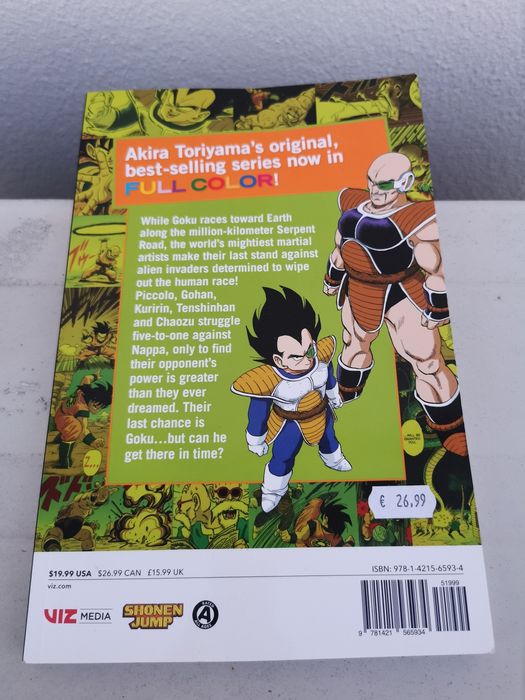 Akira Toriyama's original,
best-selling series now in
FULL COLOR!
While Goku races toward Earth
along the million-kilometer Serpent
Road, the world's mightiest martial
artists make their last stand against
alien invaders determined to wipe
out the human race!
Piccolo, Gohan,
Kuririn, Tenshinhan
and Chaozu struggle
five-to-one against
Nappa, only to find
their opponent's
power is greater
than they ever
dreamed. Their
last chance is
Goku...but can he
get there in time?
€ 26,99
$19.99 USA $26.99 CAN £15.99 UK
viz.com
ISBN: 978-1-4215-6593-4
51999
9 781421 565934
VIZ MEDIA
SHONEN
JUMP
A